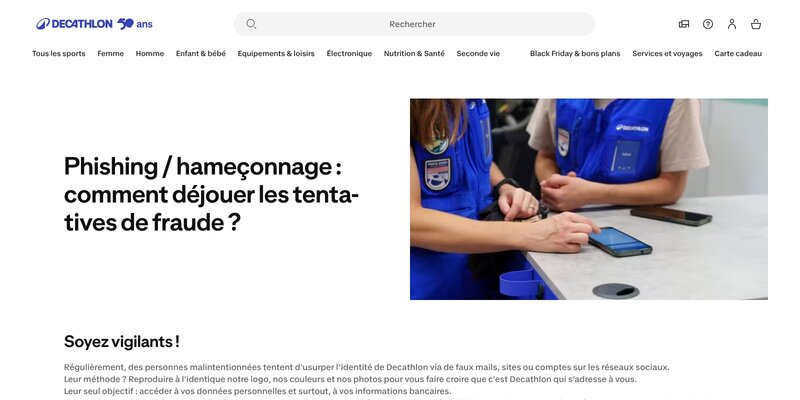 DECATHLON 50 ans
Rechercher
Tous les sports Femme Homme Enfant & bébé Equipements & loisirs Électronique Nutrition & Santé Seconde vie Black Friday & bons plans Services et voyages Carte cadeau
DECATHLON
Phishing / hameçonnage :
comment déjouer les tenta-
tives de fraude ?
Soyez vigilants !
Régulièrement, des personnes malintentionnées tentent d'usurper l'identité de Decathlon via de faux mails, sites ou comptes sur les réseaux sociaux.
Leur méthode ? Reproduire à l'identique notre logo, nos couleurs et nos photos pour vous faire croire que c'est Decathlon qui s'adresse à vous.
Leur seul objectif : accéder à vos données personnelles et surtout, à vos informations bancaires.